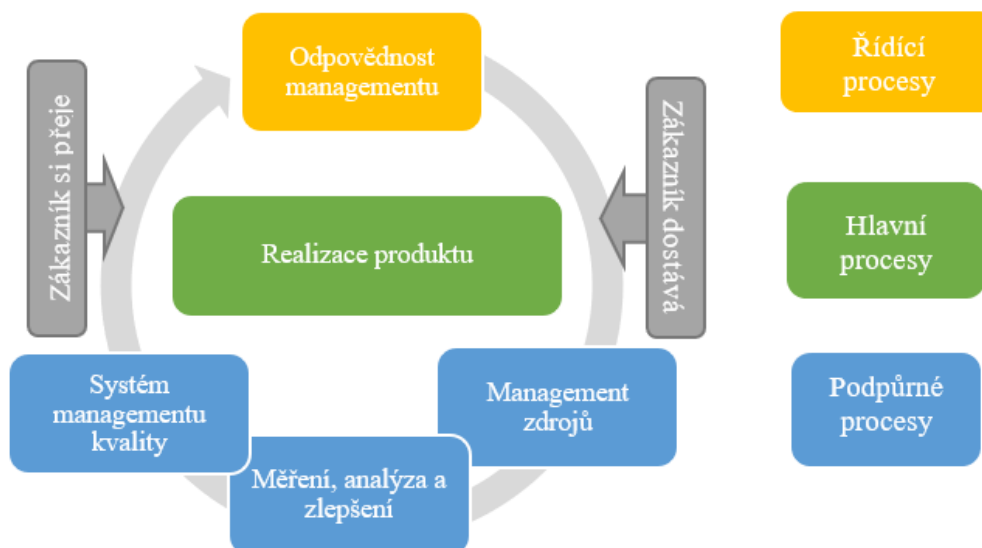 Odpovědnost
managementu
Řídící
procesy
Zákazník si přeje
Zákazník dostává
Realizace produktu
Hlavní
procesy
Systém
managementu
kvality
Management
zdrojů
Podpůrné
procesy
Měření, analýza a
zlepšení